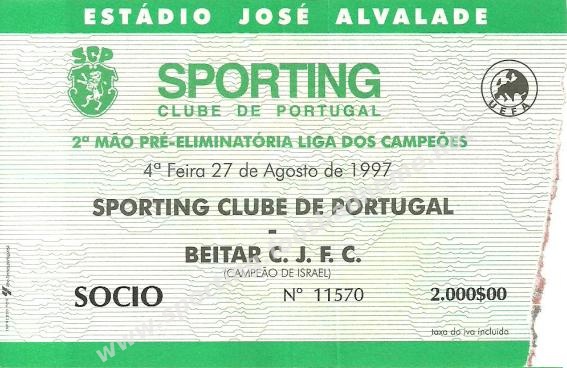 ESTÁDIO JOSÉ ALVALADE
SCP
SPORTING
CLUBE DE PORTUGAL
UEFA
2ª MÃO PRÉ-ELIMINATÓRIA LIGA DOS CAMPEÕES
4ª Feira 27 de Agosto de 1997
SPORTING CLUBE DE PORTUGAL
-
BEITAR C. J. F. C.
(CAMPEÃO DE ISRAEL)
SOCIO
Nº 11570
2.000$00
taxa do iva incluida